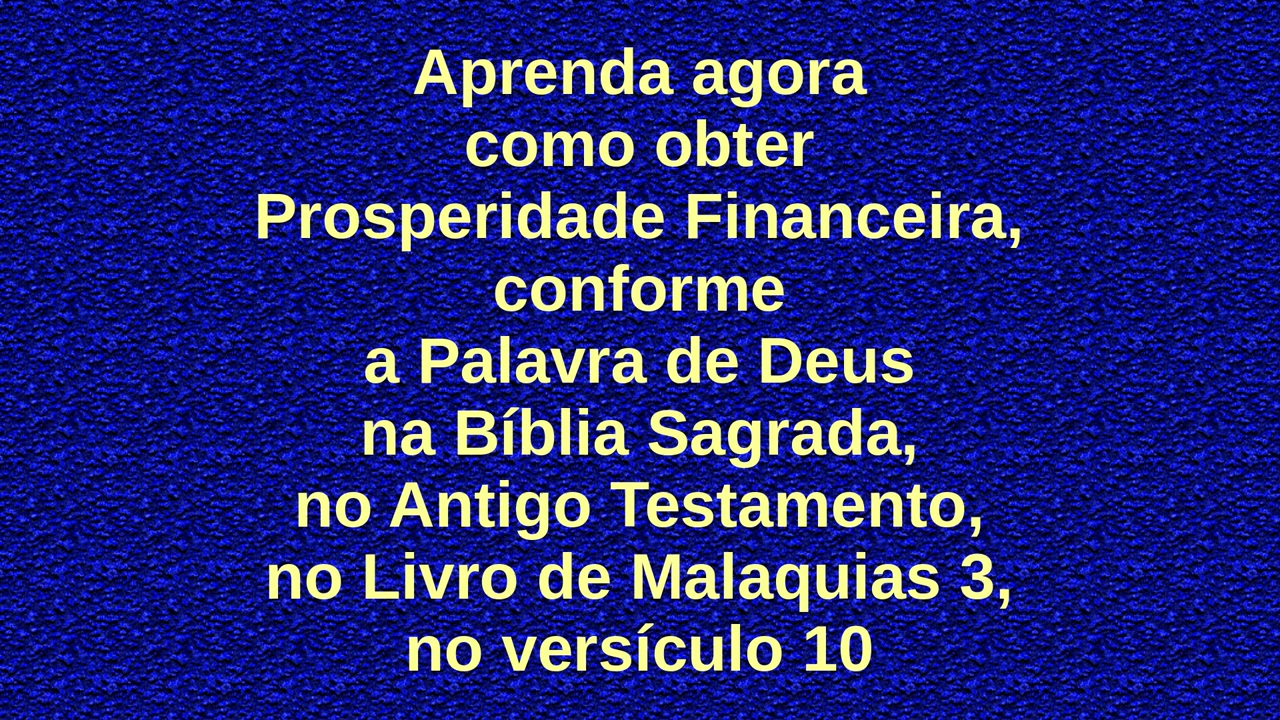 Aprenda agora
como obter
Prosperidade Financeira,
conforme
a Palavra de Deus
na Bíblia Sagrada,
no Antigo Testamento,
no Livro de Malaquias 3,
no versículo 10